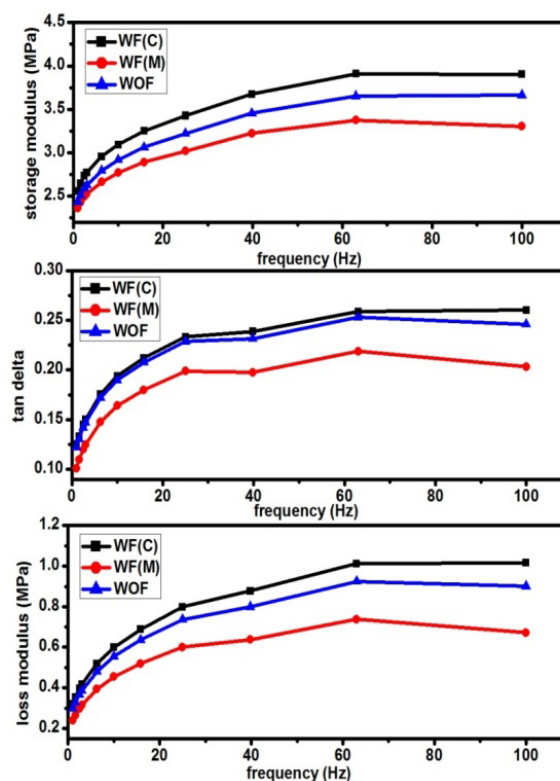 storage modulus (MPa)
4.5
4.0
3.5
3.0
2.5
WF(C)
WF(M)
WOF
0 20 40 60 80 100
frequency (Hz)
tan delta
0.30
0.25
0.20
0.15
0.10
WF(C)
WF(M)
WOF
0 20 40 60 80 100
frequency (Hz)
loss modulus (MPa)
1.2
1.0
0.8
0.6
0.4
0.2
WF(C)
WF(M)
WOF
0 20 40 60 80 100
frequency (Hz)